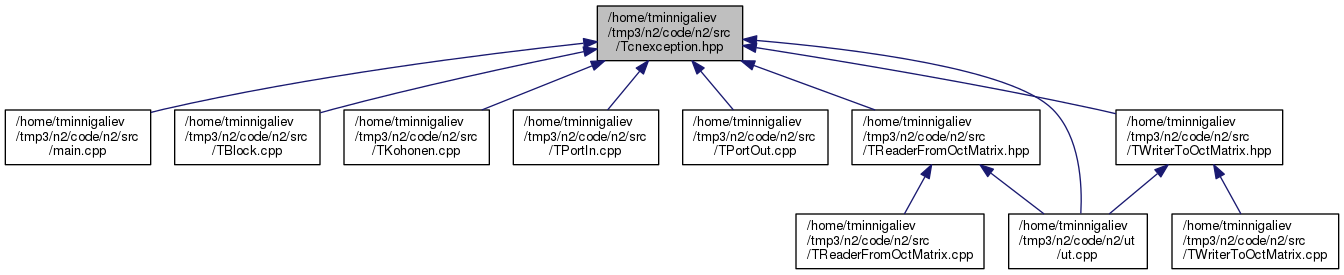 /home/tminnigaliev
/tmp3/n2/code/n2/src
/Tcnexception.hpp
/home/tminnigaliev
/tmp3/n2/code/n2/src
/main.cpp
/home/tminnigaliev
/tmp3/n2/code/n2/src
/TBlock.cpp
/home/tminnigaliev
/tmp3/n2/code/n2/src
/TKohonen.cpp
/home/tminnigaliev
/tmp3/n2/code/n2/src
/TPortIn.cpp
/home/tminnigaliev
/tmp3/n2/code/n2/src
/TPortOut.cpp
/home/tminnigaliev
/tmp3/n2/code/n2/src
/TReaderFromOctMatrix.hpp
/home/tminnigaliev
/tmp3/n2/code/n2/src
/TWriterToOctMatrix.hpp
/home/tminnigaliev
/tmp3/n2/code/n2/src
/TReaderFromOctMatrix.cpp
/home/tminnigaliev
/tmp3/n2/code/n2/ut
/ut.cpp
/home/tminnigaliev
/tmp3/n2/code/n2/src
/TWriterToOctMatrix.cpp